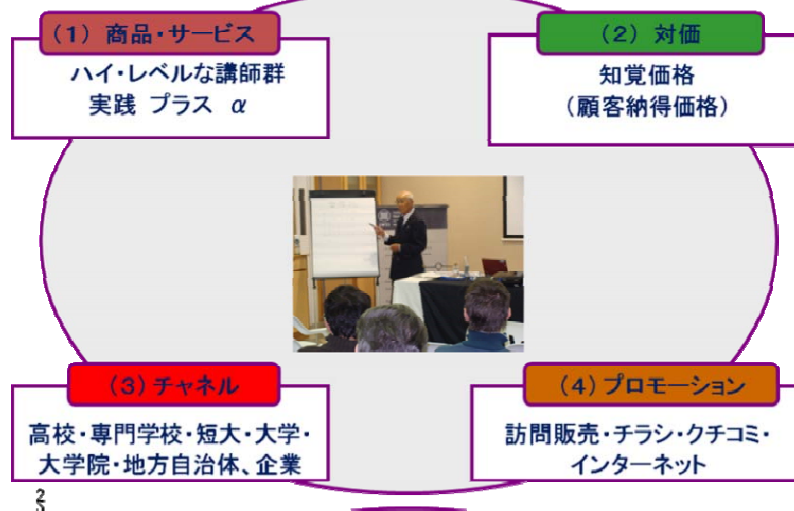 (1) 商品・サービス
ハイ・レベルな講師群
実践 プラス α
(2) 対価
知覚価格
(顧客納得価格)
(3)チャネル
高校・専門学校・短大・大学・
大学院・地方自治体、企業
(4)プロモーション
訪問販売・チラシ・クチコミ・
インターネット
2
5